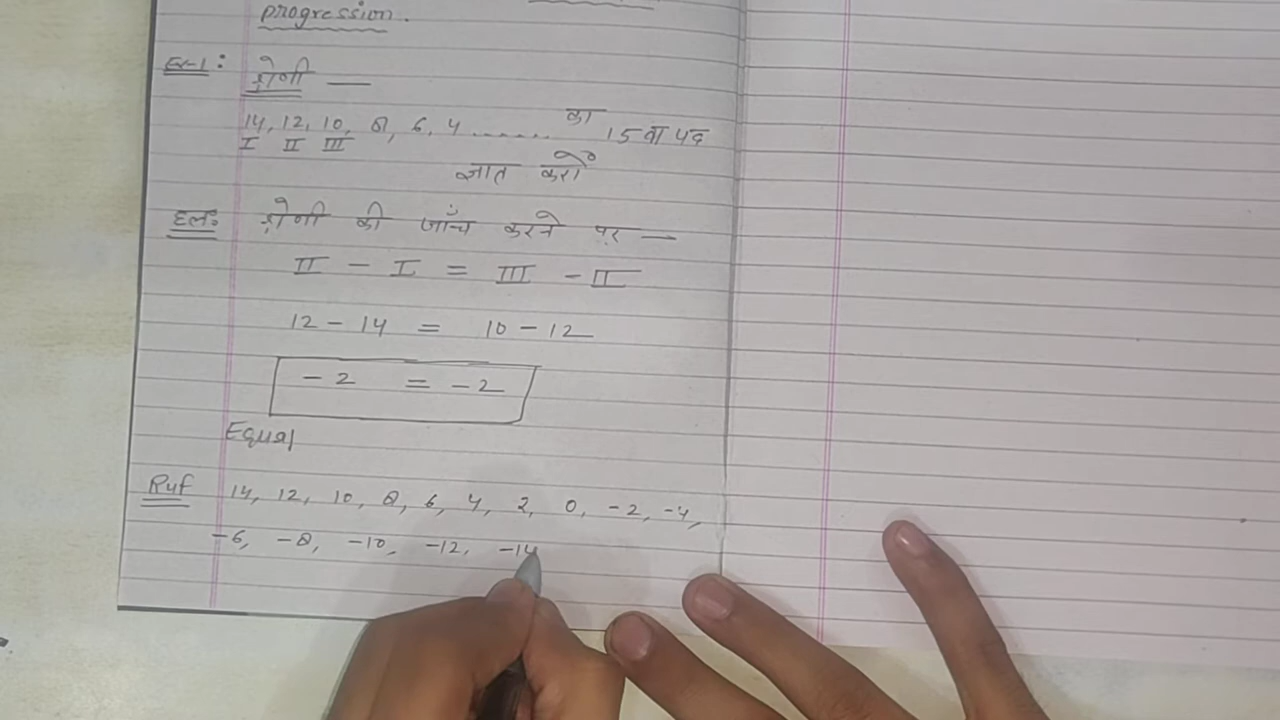 progression.
Ex-1:
श्रेणी —
14, 12, 10, 8, 6, 4 ....... का 15 वा पद
I II III
ज्ञात करो
हल: श्रेणी की जाँच करने पर —
II - I = III - II
12 - 14 = 10 - 12
- 2 = - 2
Equal
Ruf 14, 12, 10, 8, 6, 4, 2, 0, -2, -4,
-6, -8, -10, -12, -14